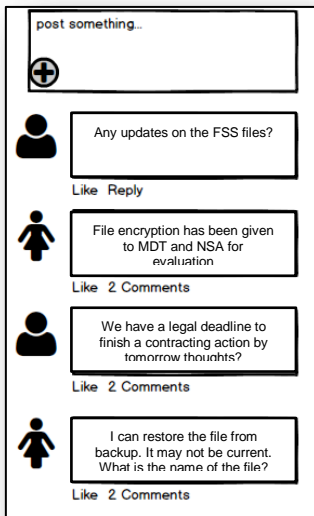 post something...
Any updates on the FSS files?
Like Reply
File encryption has been given
to MDT and NSA for
evaluation
Like 2 Comments
We have a legal deadline to
finish a contracting action by
tomorrow thoughts?
Like 2 Comments
I can restore the file from
backup. It may not be current.
What is the name of the file?
Like 2 Comments